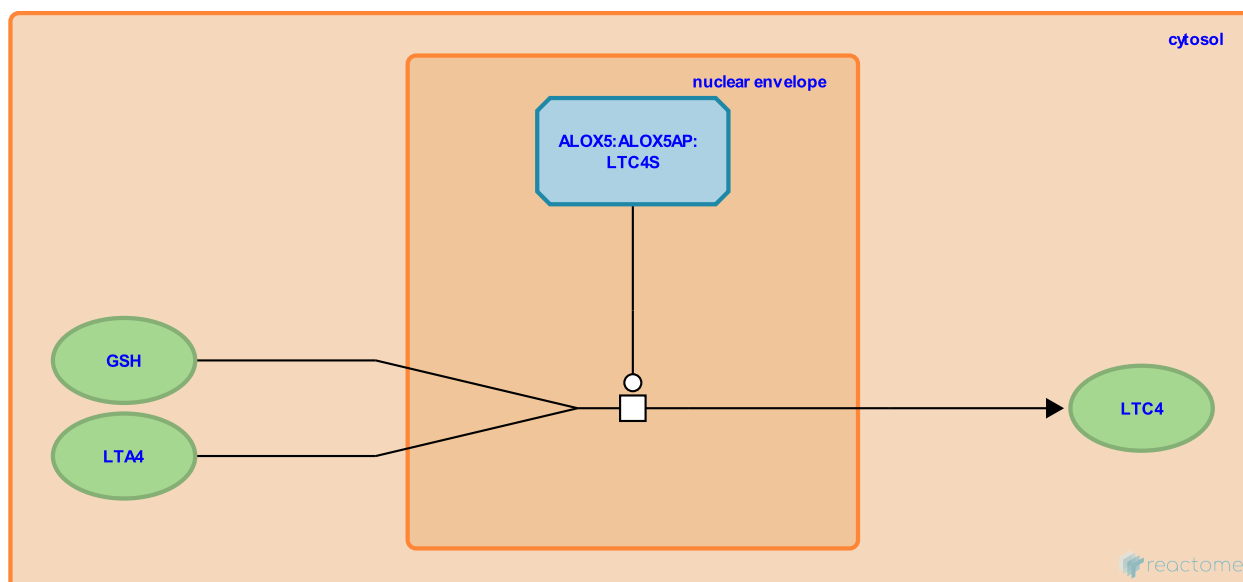 cytosol
nuclear envelope
ALOX5:ALOX5AP:
LTC4S
GSH
LTA4
LTC4
reactome